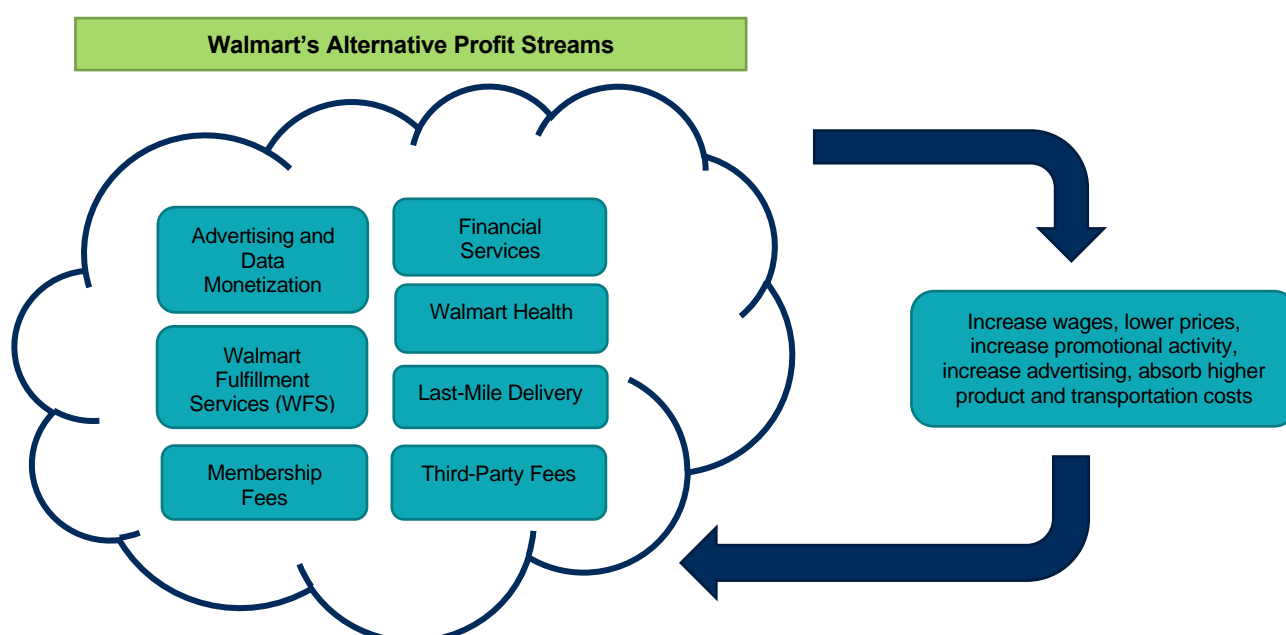 Walmart’s Alternative Profit Streams
Advertising and
Data
Monetization
Financial
Services
Walmart Health
Walmart
Fulfillment
Services (WFS)
Last-Mile Delivery
Membership
Fees
Third-Party Fees
Increase wages, lower prices,
increase promotional activity,
increase advertising, absorb higher
product and transportation costs